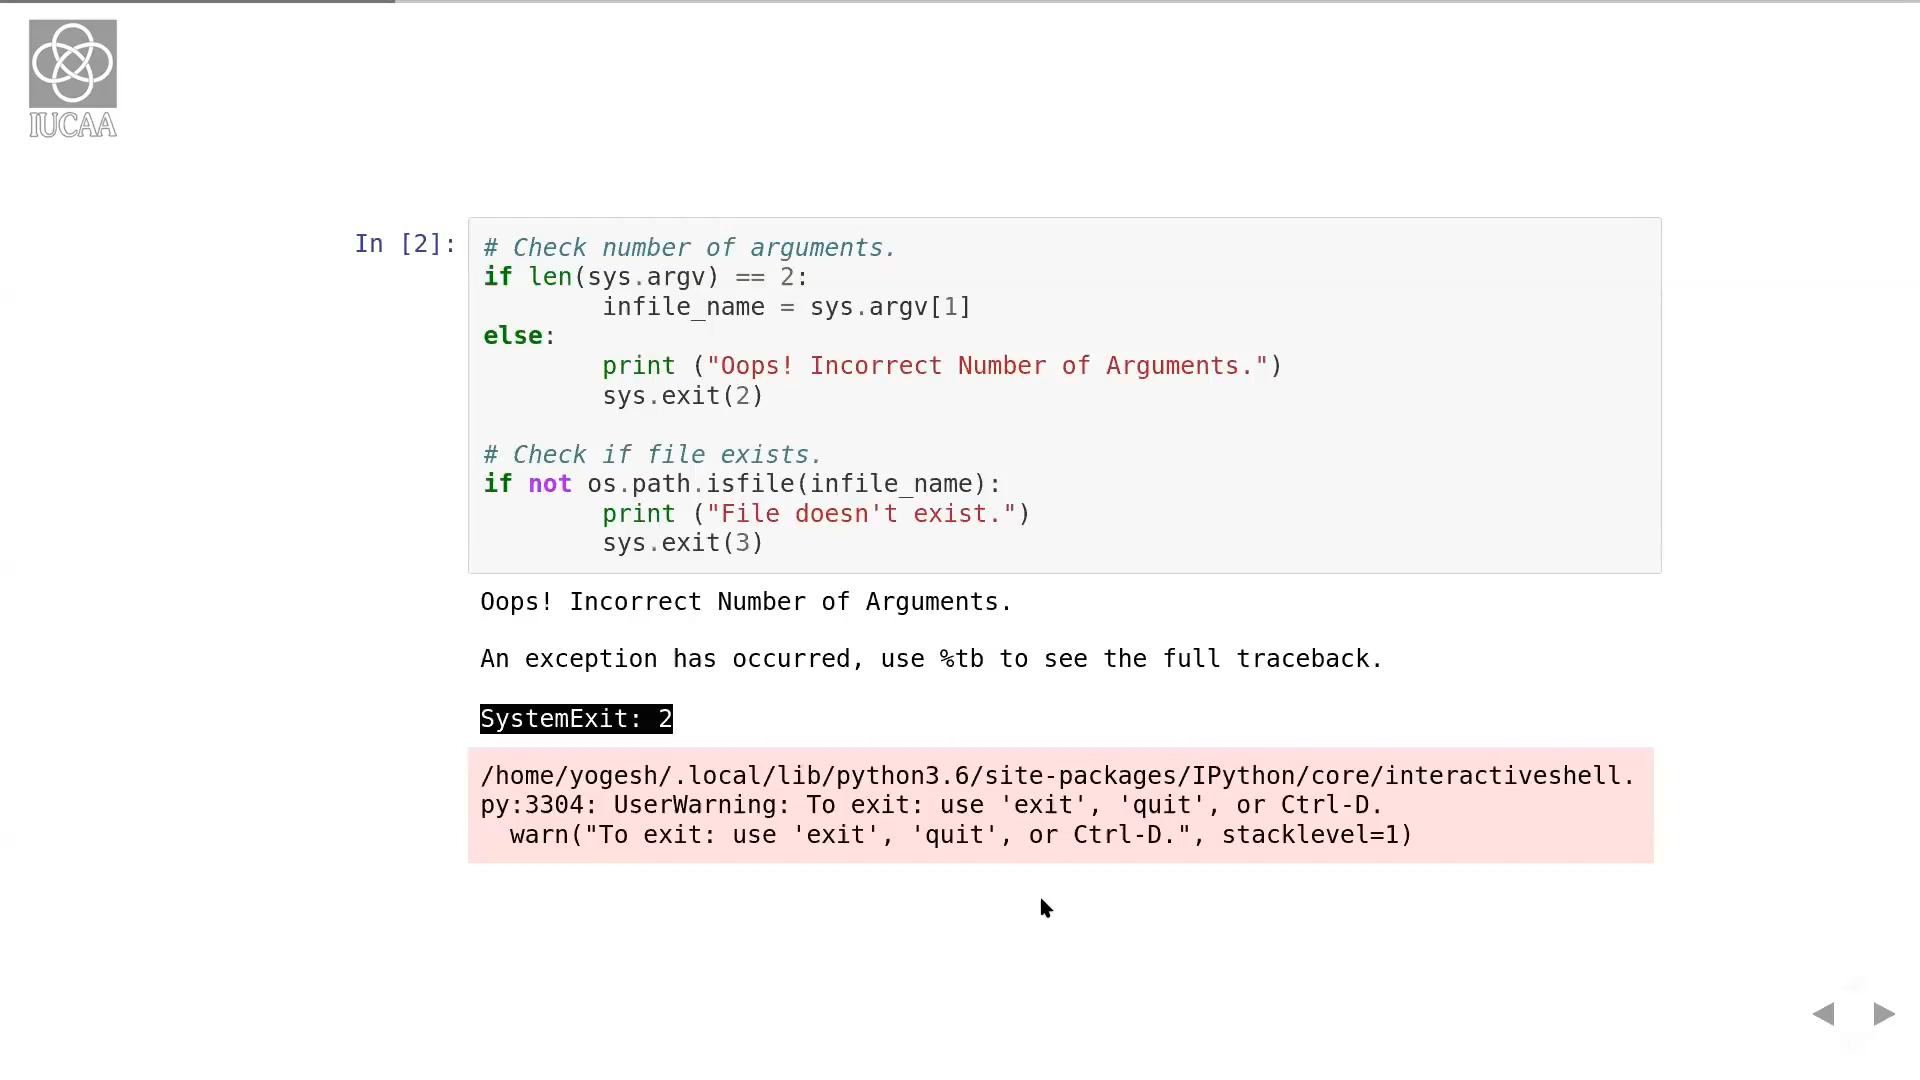 IUCAA
In [2]:
# Check number of arguments.
if len(sys.argv) == 2:
        infile_name = sys.argv[1]
else:
        print ("Oops! Incorrect Number of Arguments.")
        sys.exit(2)

# Check if file exists.
if not os.path.isfile(infile_name):
        print ("File doesn't exist.")
        sys.exit(3)
Oops! Incorrect Number of Arguments.
An exception has occurred, use %tb to see the full traceback.
SystemExit: 2
/home/yogesh/.local/lib/python3.6/site-packages/IPython/core/interactiveshell.
py:3304: UserWarning: To exit: use 'exit', 'quit', or Ctrl-D.
  warn("To exit: use 'exit', 'quit', or Ctrl-D.", stacklevel=1)